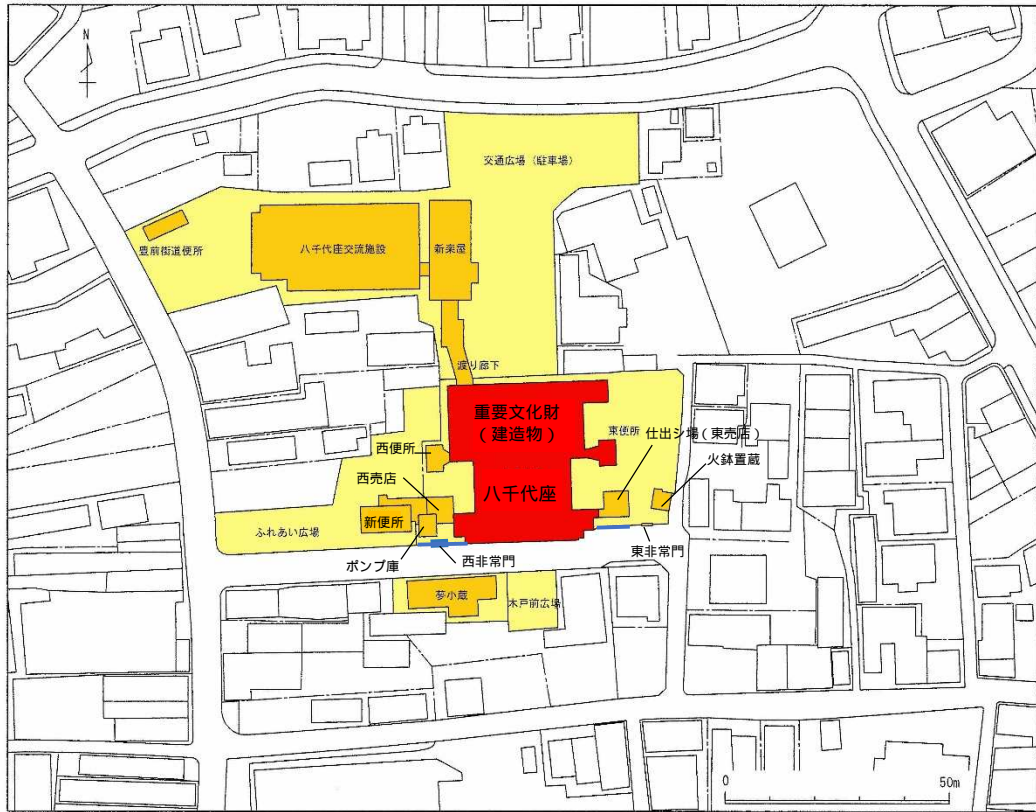 N
交通広場（駐車場）
豊前街道便所
八千代座交流施設
新楽屋
渡り廊下
重要文化財
（建造物）
八千代座
東便所
仕出シ場（東売店）
火鉢置蔵
西便所
西売店
新便所
ふれあい広場
ポンプ庫
西非常門
東非常門
夢小蔵
木戸前広場
0
50m